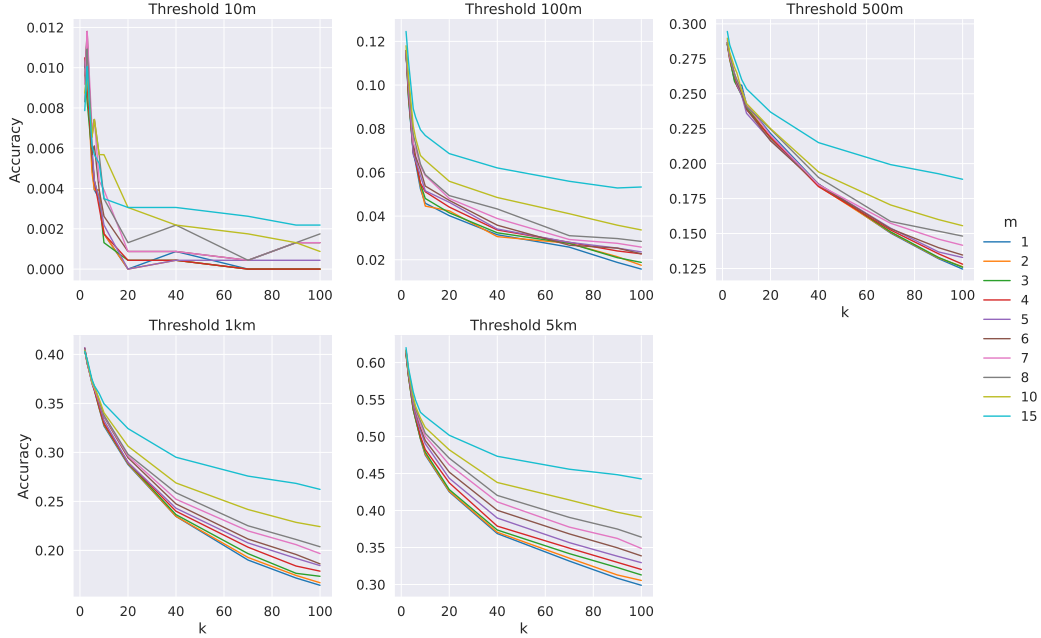 Threshold 10m
Threshold 100m
Threshold 500m
Accuracy
0.012
0.010
0.008
0.006
0.004
0.002
0.000
0 20 40 60 80 100
0.12
0.10
0.08
0.06
0.04
0.02
0 20 40 60 80 100
0.300
0.275
0.250
0.225
0.200
0.175
0.150
0.125
0 20 40 60 80 100
k
m
1
2
3
4
5
6
7
8
10
15
Threshold 1km
Threshold 5km
Accuracy
0.40
0.35
0.30
0.25
0.20
0 20 40 60 80 100
k
0.60
0.55
0.50
0.45
0.40
0.35
0.30
0 20 40 60 80 100
k